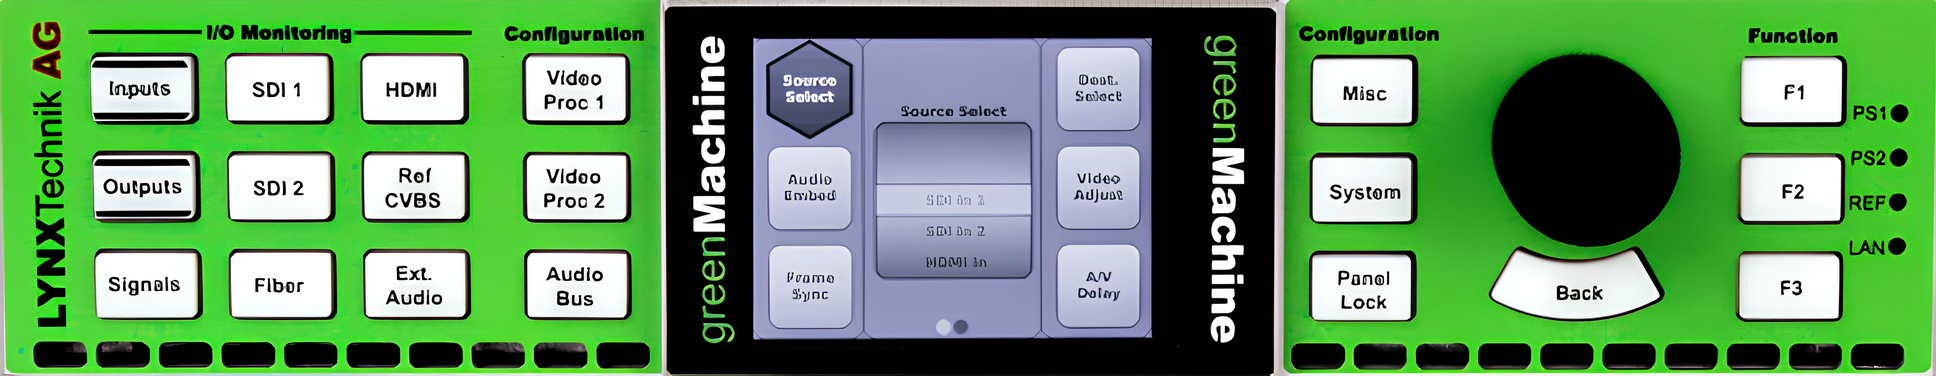 LYNXTechnik AG
I/O Monitoring
Configuration
Inputs
SDI 1
HDMI
Video
Proc 1
Outputs
SDI 2
Ref
CVBS
Video
Proc 2
Signals
Fiber
Ext.
Audio
Audio
Bus
greenMachine
Source
Select
Audio
Embed
Frame
Sync
Source Select
SDI in 1
SDI in 2
HDMI in
Dest.
Select
Video
Adjust
A/V
Delay
greenMachine
Configuration
Function
Misc
System
Panel
Lock
Back
F1
F2
F3
PS1
PS2
REF
LAN